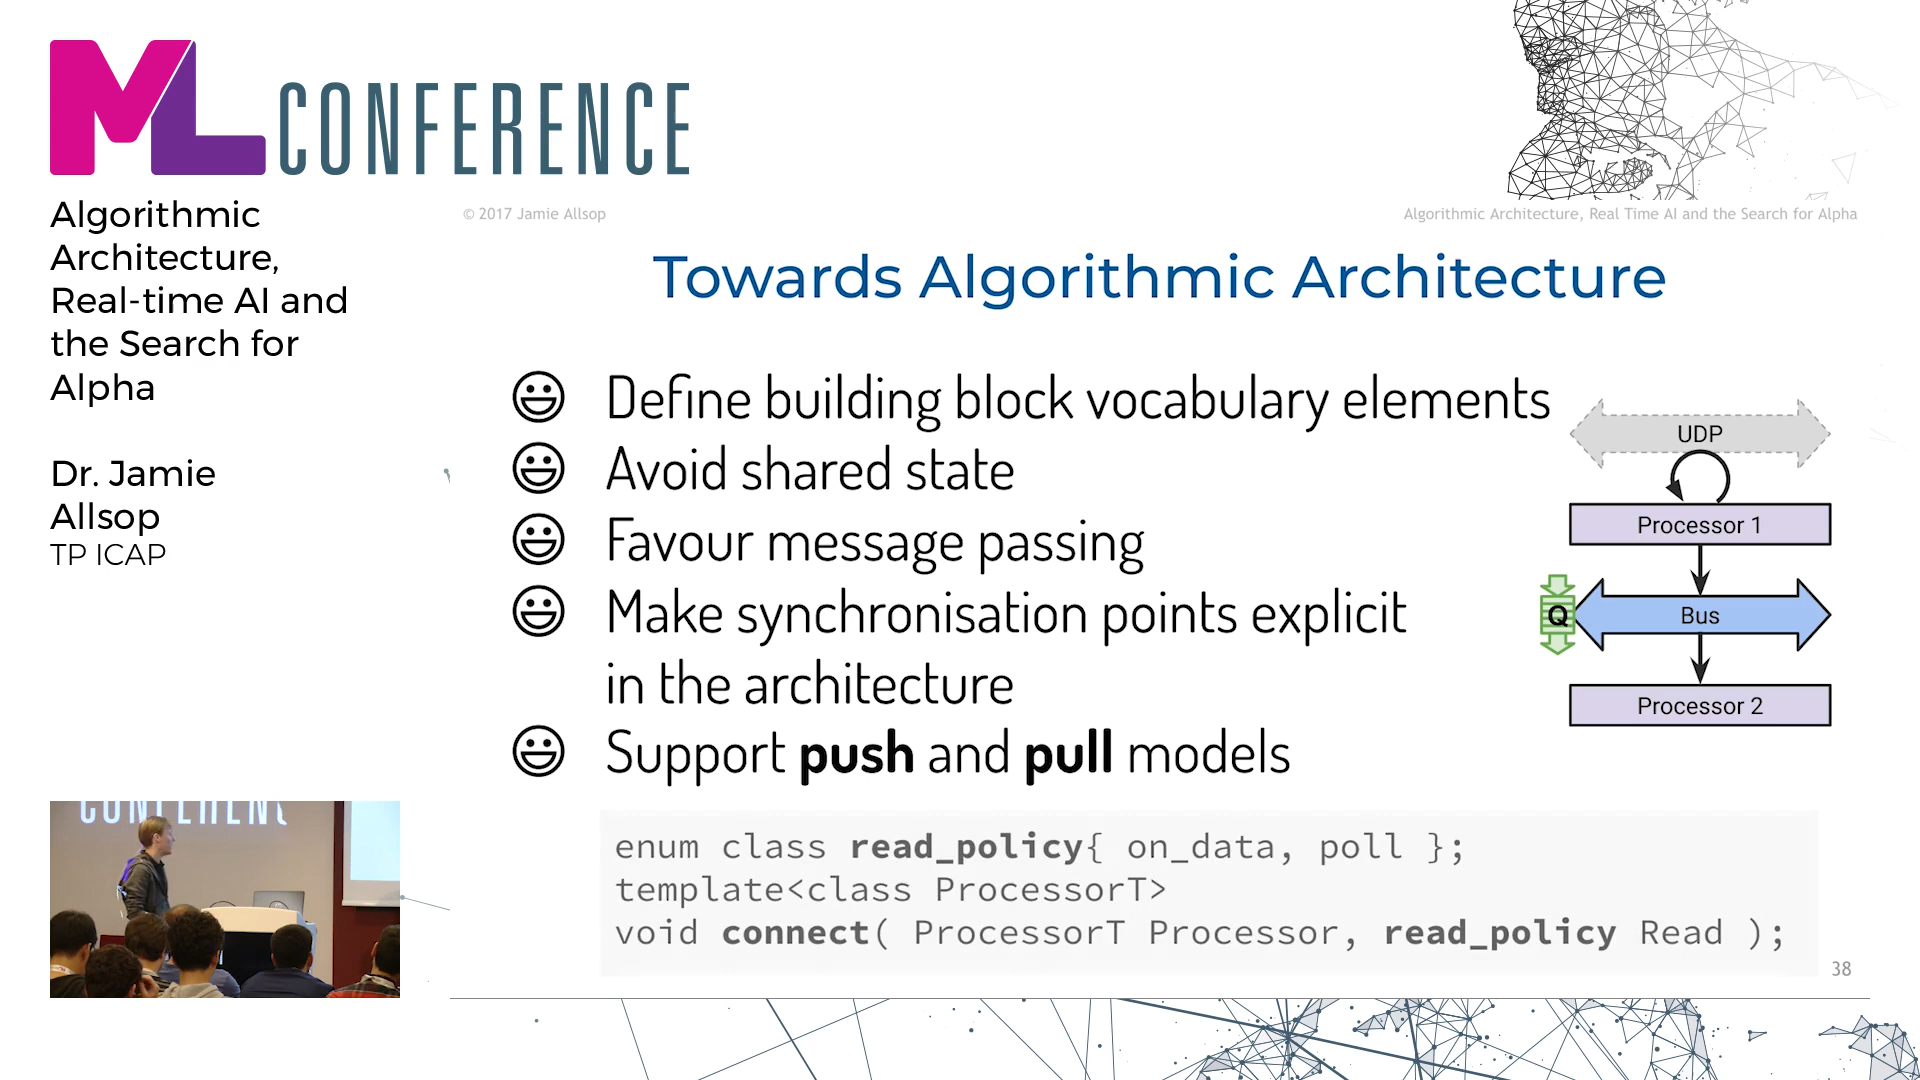 ML CONFERENCE
Algorithmic
Architecture,
Real-time AI and
the Search for
Alpha
Dr. Jamie
Allsop
TP ICAP
© 2017 Jamie Allsop
Algorithmic Architecture, Real Time AI and the Search for Alpha
Towards Algorithmic Architecture
Define building block vocabulary elements
Avoid shared state
Favour message passing
Make synchronisation points explicit
in the architecture
Support push and pull models
UDP
Processor 1
Q
Bus
Processor 2
enum class read_policy{ on_data, poll };
template<class ProcessorT>
void connect( ProcessorT Processor, read_policy Read );
38
CONFERENC